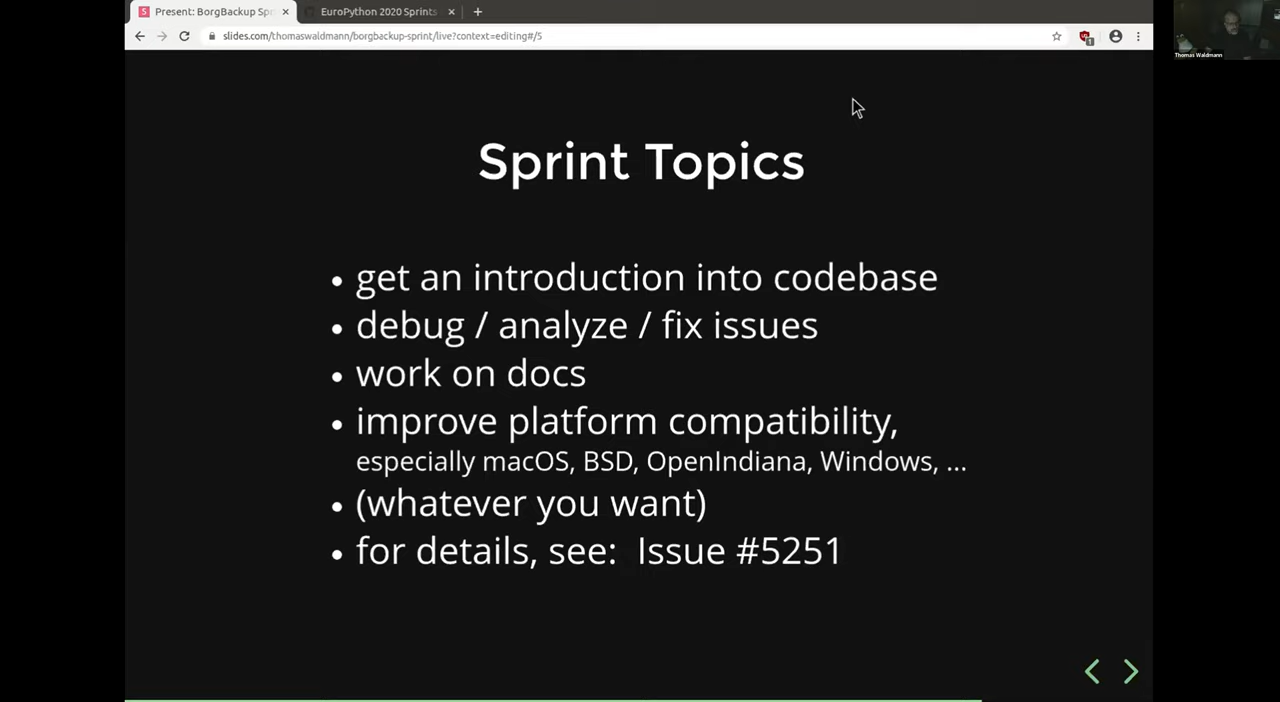 Present: BorgBackup Spr
EuroPython 2020 Sprints
slides.com/thomaswaldmann/borgbackup-sprint/live?context=editing#/5
Thomas Waldmann
Sprint Topics
• get an introduction into codebase
• debug / analyze / fix issues
• work on docs
• improve platform compatibility,
especially macOS, BSD, OpenIndiana, Windows, ...
• (whatever you want)
• for details, see: Issue #5251